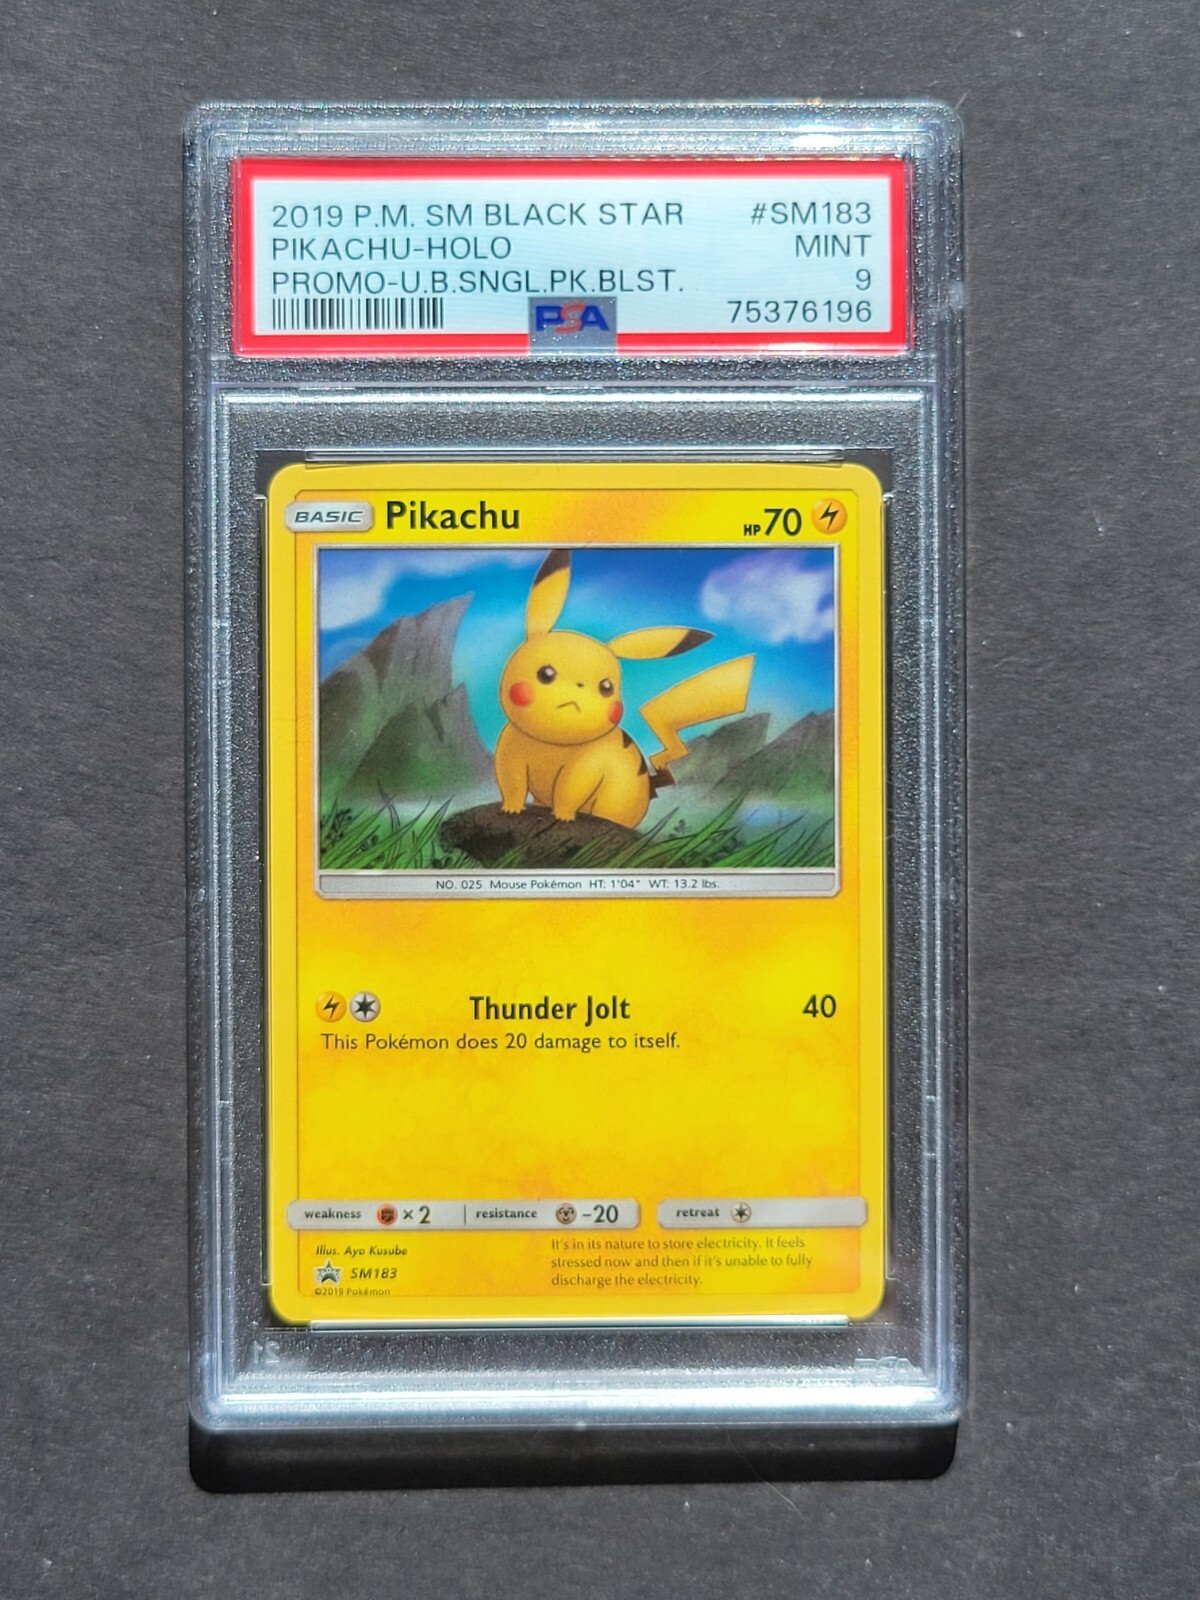 2019 P.M. SM BLACK STAR #SM183
PIKACHU-HOLO MINT
PROMO-U.B.SNGL.PK.BLST. 9
PSA 75376196
BASIC Pikachu HP 70
NO. 025 Mouse Pokémon HT: 1'04" WT: 13.2 lbs.
Thunder Jolt 40
This Pokémon does 20 damage to itself.
weakness × 2 resistance -20 retreat
Illus. Ayo Kusube
SM183
©2019 Pokémon
It's in its nature to store electricity. It feels
stressed now and then if it's unable to fully
discharge the electricity.